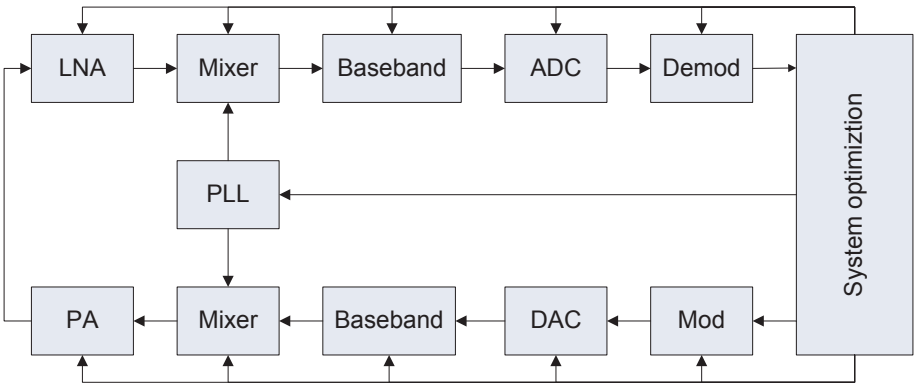 LNA
Mixer
Baseband
ADC
Demod
System optimiztion
PLL
PA
Mixer
Baseband
DAC
Mod